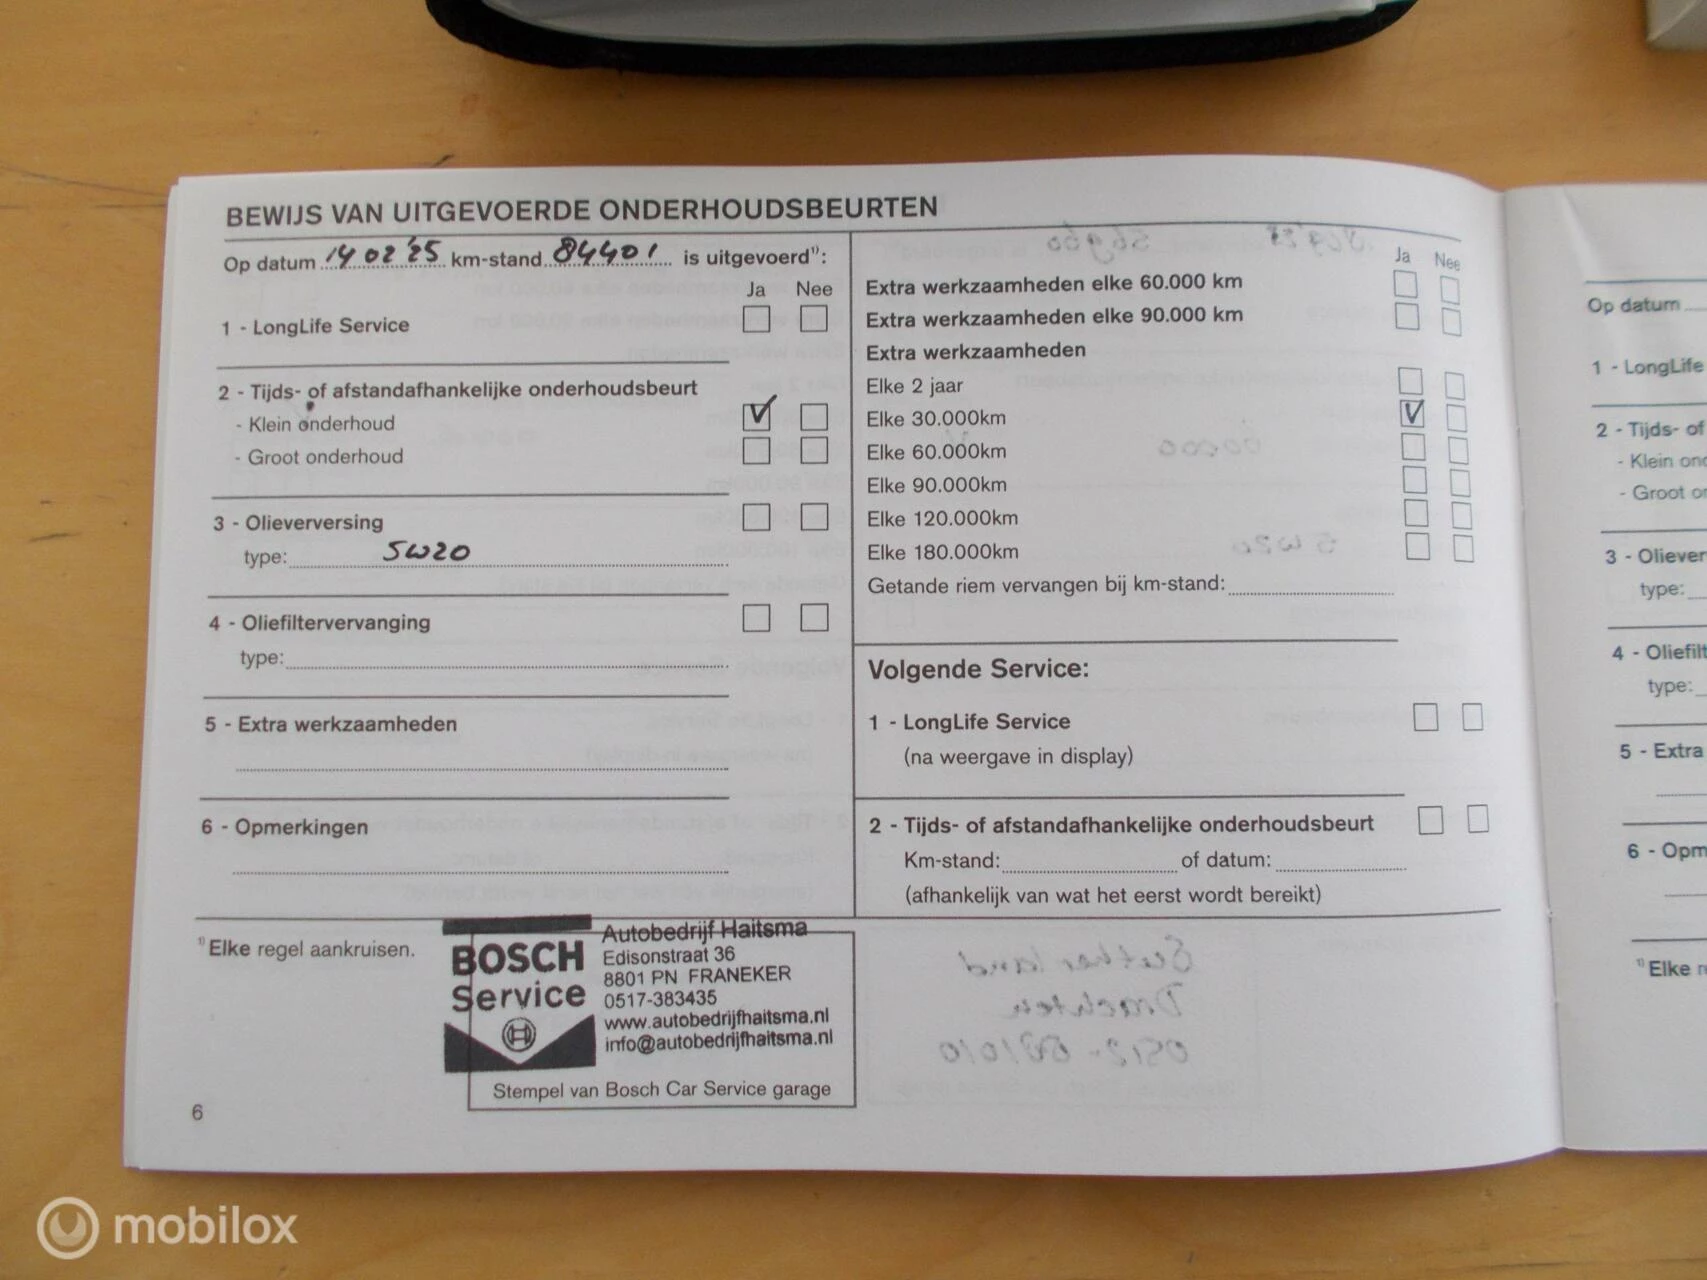 BEWIJS VAN UITGEVOERDE ONDERHOUDSBEURTEN
Op datum 14 02 '25 km-stand 84401 is uitgevoerd¹⁾:
Ja Nee
1 - LongLife Service
2 - Tijds- of afstandafhankelijke onderhoudsbeurt
- Klein onderhoud
- Groot onderhoud
3 - Olieverversing
type: 5W20
4 - Oliefiltervervanging
type:
5 - Extra werkzaamheden
6 - Opmerkingen
¹⁾ Elke regel aankruisen.
BOSCH
Service
Autobedrijf Haitsma
Edisonstraat 36
8801 PN FRANEKER
0517-383435
www.autobedrijfhaitsma.nl
info@autobedrijfhaitsma.nl
Stempel van Bosch Car Service garage
6
Ja Nee
Extra werkzaamheden elke 60.000 km
Extra werkzaamheden elke 90.000 km
Extra werkzaamheden
Elke 2 jaar
Elke 30.000km
Elke 60.000km
Elke 90.000km
Elke 120.000km
Elke 180.000km
Getande riem vervangen bij km-stand:
Volgende Service:
1 - LongLife Service
(na weergave in display)
2 - Tijds- of afstandafhankelijke onderhoudsbeurt
Km-stand: of datum:
(afhankelijk van wat het eerst wordt bereikt)
Op datum
1 - LongLife
2 - Tijds- of
- Klein ond
- Groot o
3 - Oliever
type:
4 - Oliefilt
type:
5 - Extra
6 - Opm
¹⁾ Elke
mobilox